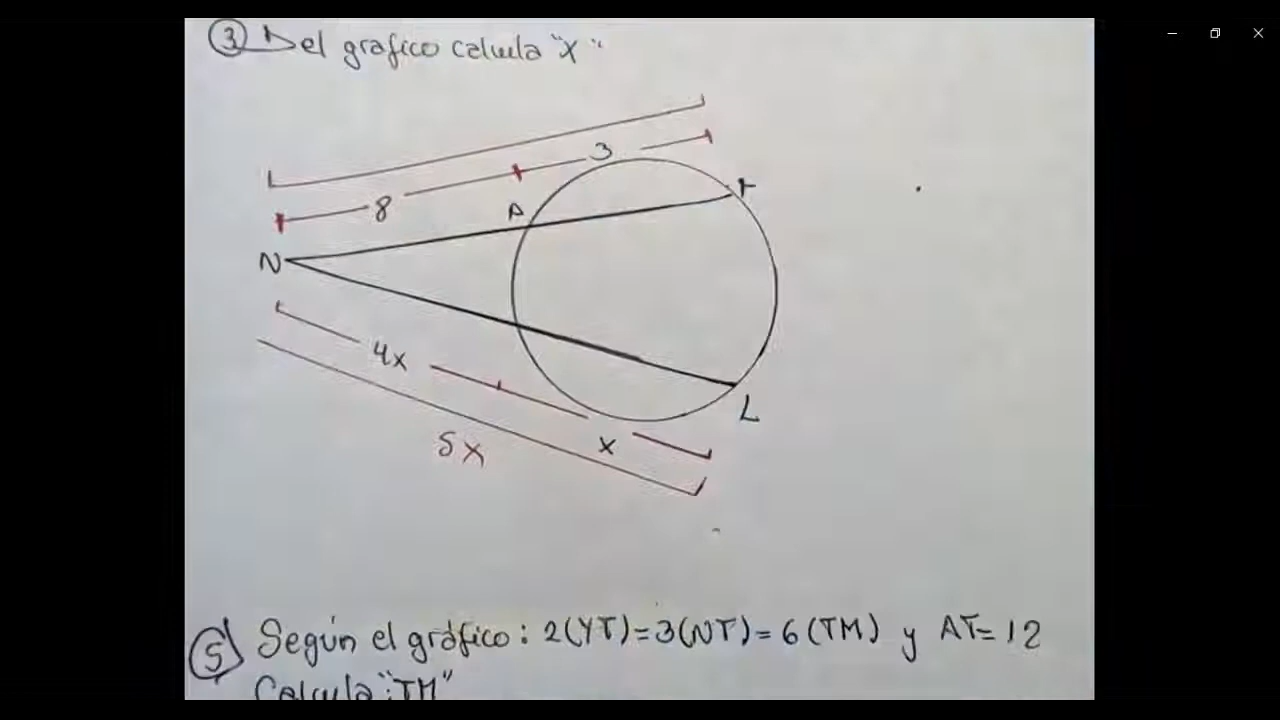 ③ Del grafico calcula "x"
3
8
A
T
N
4x
L
x
5x
⑤ Según el gráfico: 2(YT)=3(NT)=6(TM) y AT=12
Calcula "TM"